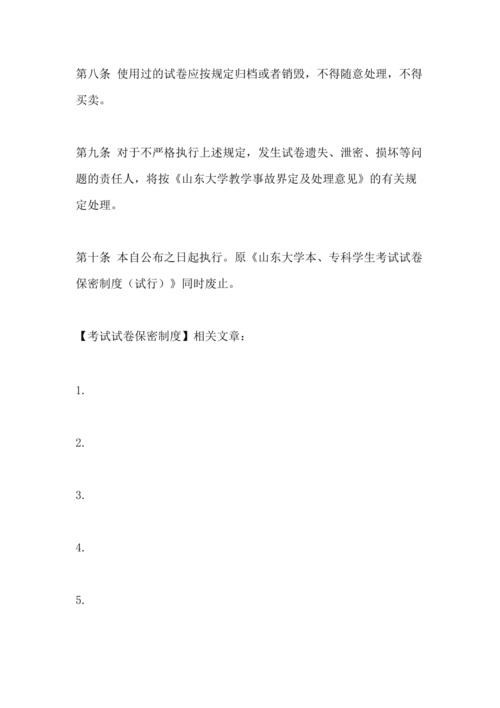 第八条 使用过的试卷应按规定归档或者销毁，不得随意处理，不得
买卖。
第九条 对于不严格执行上述规定，发生试卷遗失、泄密、损坏等问
题的责任人，将按《山东大学教学事故界定及处理意见》的有关规
定处理。
第十条 本自公布之日起执行。原《山东大学本、专科学生考试试卷
保密制度（试行）》同时废止。
【考试试卷保密制度】相关文章：
1.
2.
3.
4.
5.